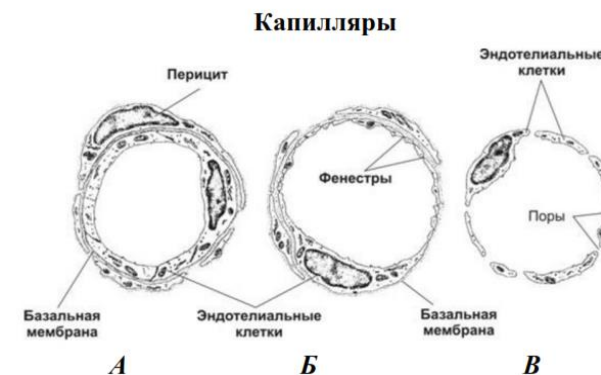 Капилляры
Эндотелиальные
клетки
Перицит
Фенестры
Поры
Базальная
мембрана
Эндотелиальные
клетки
Базальная
мембрана
А
Б
В